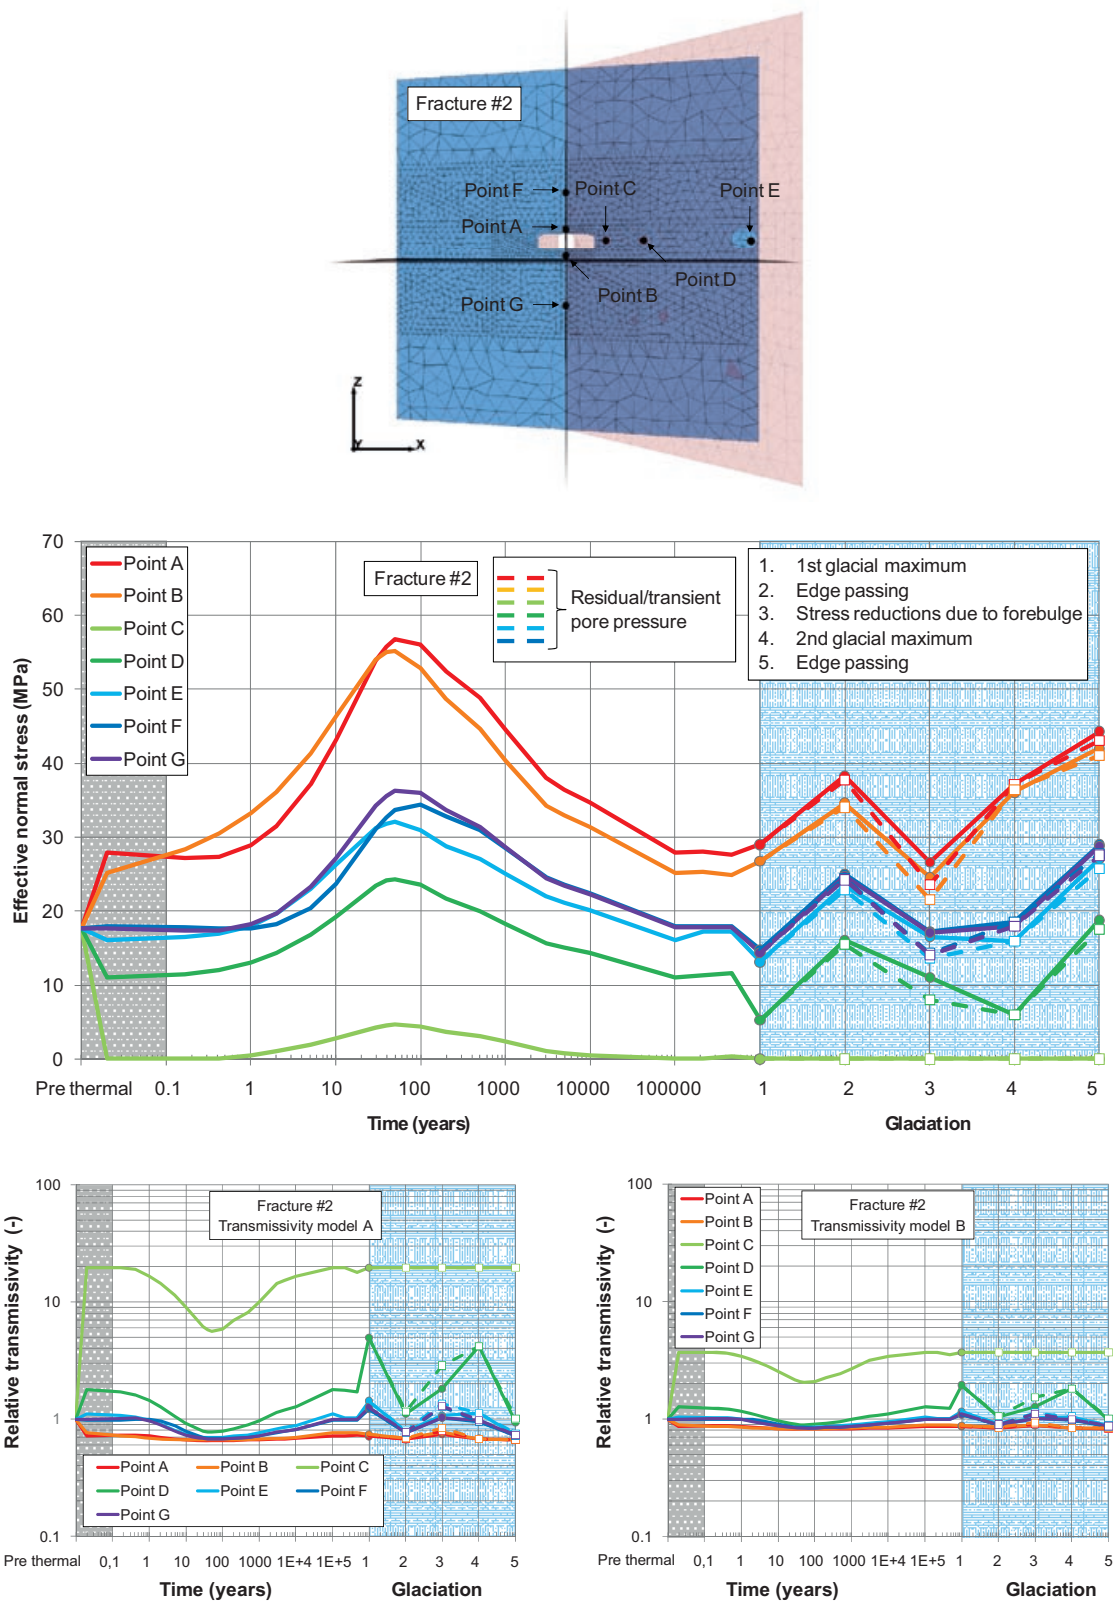 Fracture #2
Point F
Point C
Point E
Point A
Point D
Point B
Point G
Z
Y
X
Effective normal stress (MPa)
70
60
50
40
30
20
10
0
Point A
Point B
Point C
Point D
Point E
Point F
Point G
Fracture #2
Residual/transient
pore pressure
1. 1st glacial maximum
2. Edge passing
3. Stress reductions due to forebulge
4. 2nd glacial maximum
5. Edge passing
Pre thermal 0.1 1 10 100 1000 10000 100000 1 2 3 4 5
Time (years) Glaciation
Relative transmissivity (-)
100
10
1
0.1
Fracture #2
Transmissivity model A
Point A Point B Point C
Point D Point E Point F
Point G
Pre thermal 0,1 1 10 100 1000 1E+4 1E+5 1 2 3 4 5
Time (years) Glaciation
Relative transmissivity (-)
100
10
1
0.1
Point A
Point B
Point C
Point D
Point E
Point F
Point G
Fracture #2
Transmissivity model B
Pre thermal 0,1 1 10 100 1000 1E+4 1E+5 1 2 3 4 5
Time (years) Glaciation